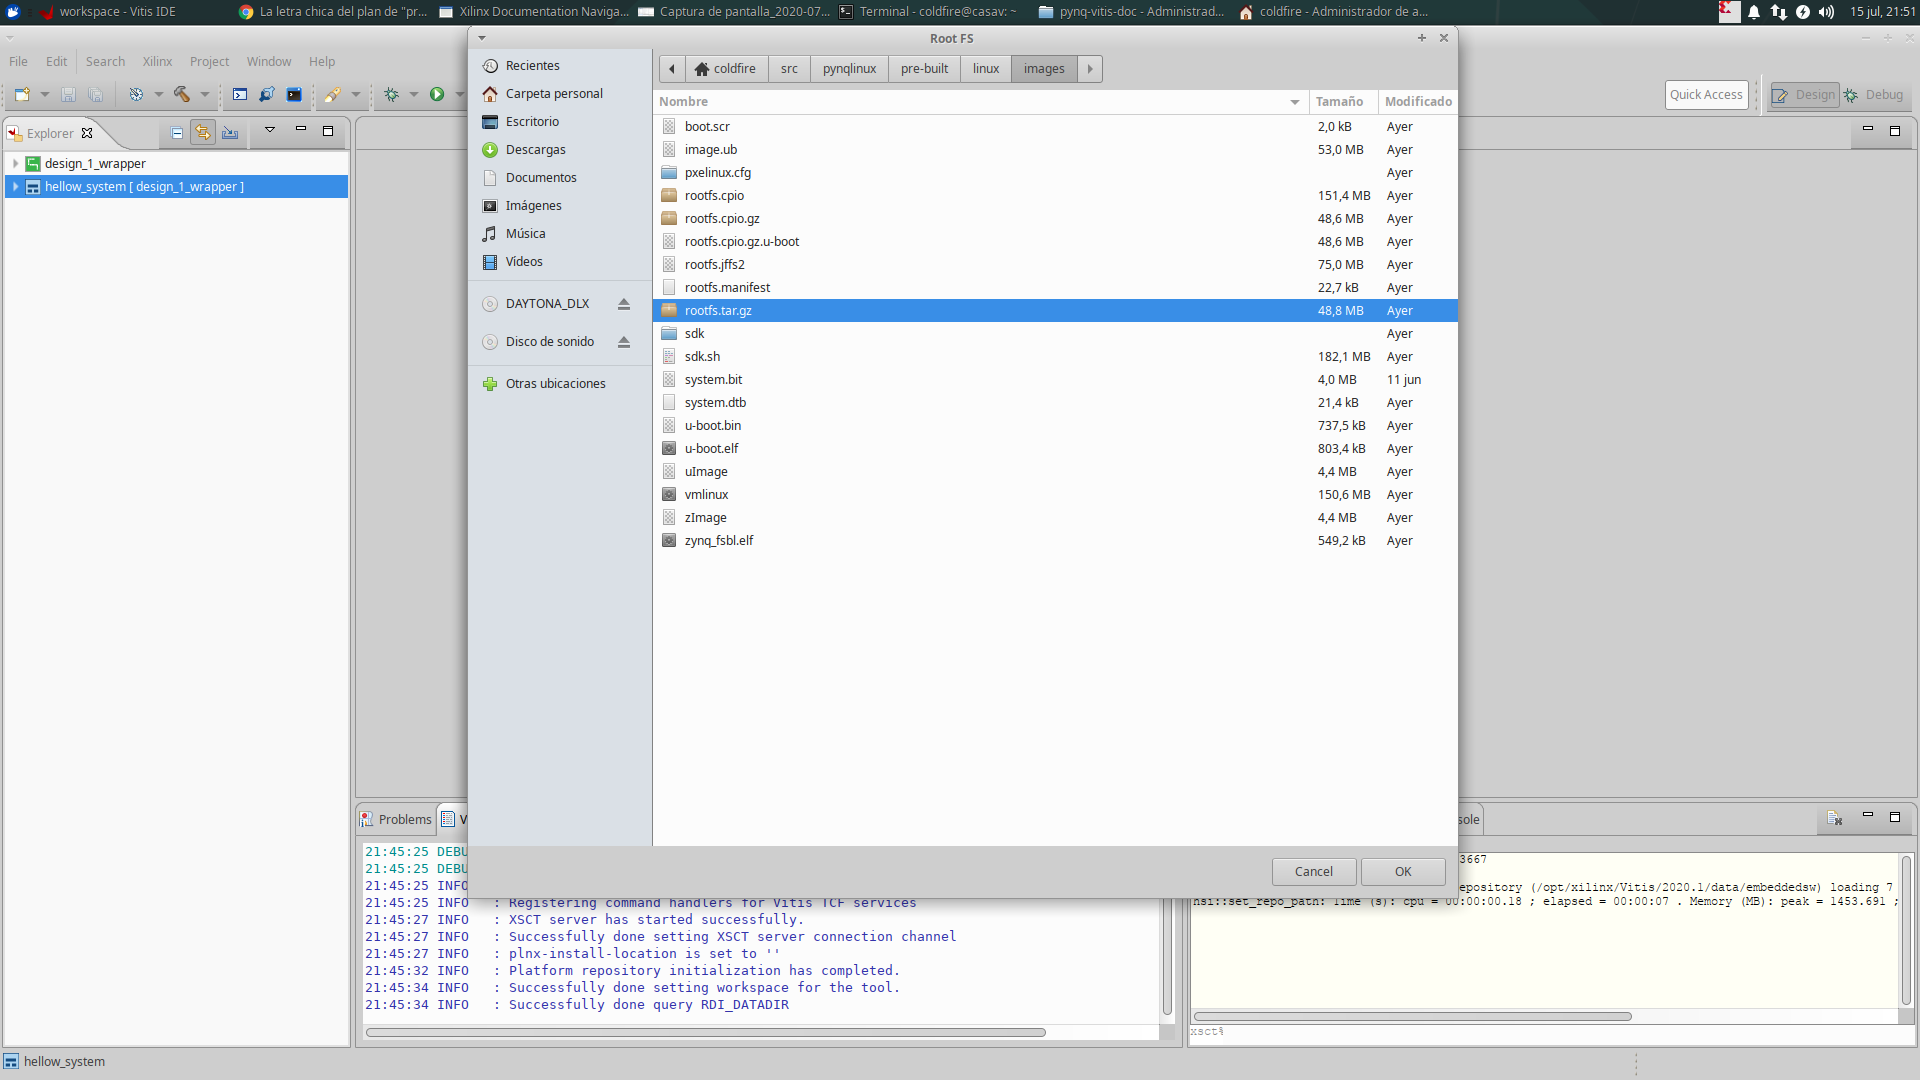 workspace - Vitis IDE
La letra chica del plan de "pr...
Xilinx Documentation Naviga...
Captura de pantalla_2020-07...
Terminal - coldfire@casav: ~
pynq-vitis-doc - Administrad...
coldfire - Administrador de a...
15 jul, 21:51
Root FS
File Edit Search Xilinx Project Window Help
Quick Access
Design
Debug
Explorer
design_1_wrapper
hellow_system [ design_1_wrapper ]
Recientes
Carpeta personal
Escritorio
Descargas
Documentos
Imágenes
Música
Vídeos
DAYTONA_DLX
Disco de sonido
Otras ubicaciones
coldfire src pynqlinux pre-built linux images
Nombre Tamaño Modificado
boot.scr 2,0 kB Ayer
image.ub 53,0 MB Ayer
pxelinux.cfg Ayer
rootfs.cpio 151,4 MB Ayer
rootfs.cpio.gz 48,6 MB Ayer
rootfs.cpio.gz.u-boot 48,6 MB Ayer
rootfs.jffs2 75,0 MB Ayer
rootfs.manifest 22,7 kB Ayer
rootfs.tar.gz 48,8 MB Ayer
sdk Ayer
sdk.sh 182,1 MB Ayer
system.bit 4,0 MB 11 jun
system.dtb 21,4 kB Ayer
u-boot.bin 737,5 kB Ayer
u-boot.elf 803,4 kB Ayer
uImage 4,4 MB Ayer
vmlinux 150,6 MB Ayer
zImage 4,4 MB Ayer
zynq_fsbl.elf 549,2 kB Ayer
Cancel OK
Problems V
21:45:25 DEBU
21:45:25 DEBU
21:45:25 INFO
21:45:25 INFO : Registering command handlers for Vitis TCF services
21:45:27 INFO : XSCT server has started successfully.
21:45:27 INFO : Successfully done setting XSCT server connection channel
21:45:27 INFO : plnx-install-location is set to ''
21:45:32 INFO : Platform repository initialization has completed.
21:45:34 INFO : Successfully done setting workspace for the tool.
21:45:34 INFO : Successfully done query RDI_DATADIR
sole
3667
epository (/opt/xilinx/Vitis/2020.1/data/embeddedsw) loading 7
hsi::set_repo_path: Time (s): cpu = 00:00:00.18 ; elapsed = 00:00:07 . Memory (MB): peak = 1453.691 ;
xsct%
hellow_system